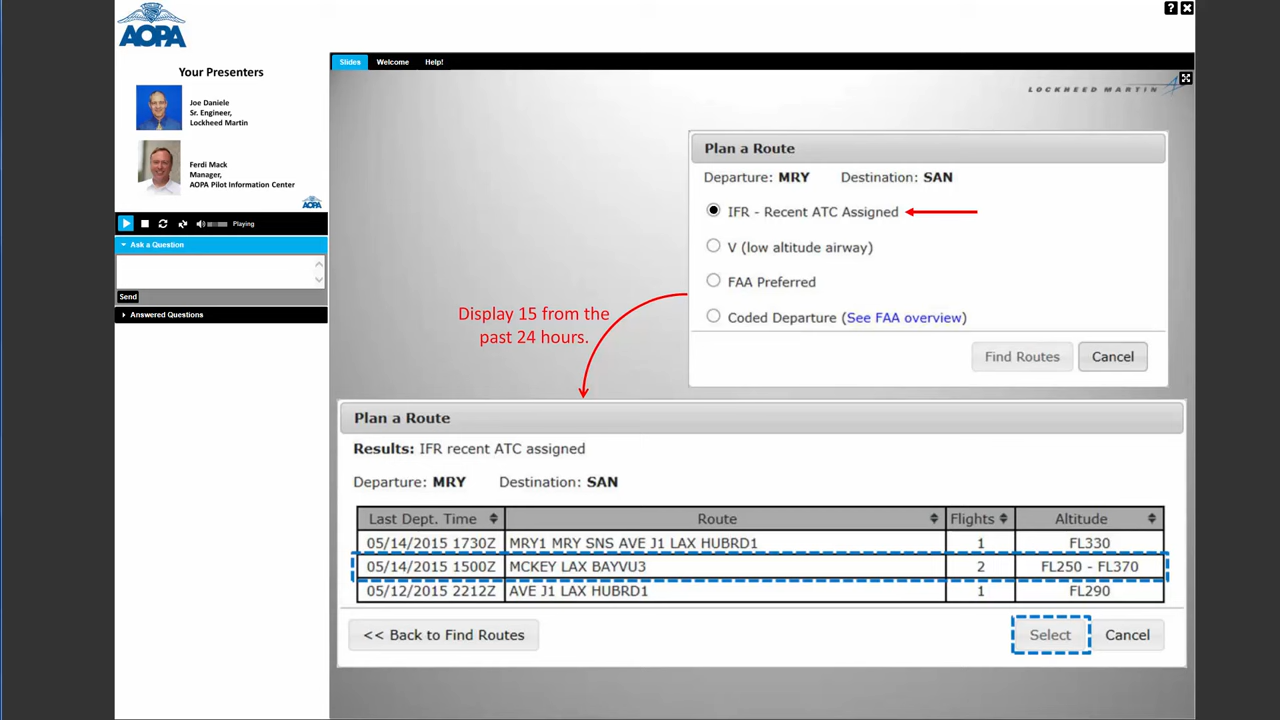 AOPA
Your Presenters
Joe Daniele
Sr. Engineer,
Lockheed Martin
Ferdi Mack
Manager,
AOPA Pilot Information Center
AOPA
Playing
Ask a Question
Send
Answered Questions
? 
Slides Welcome Help!
LOCKHEED MARTIN
Plan a Route
Departure: MRY Destination: SAN
IFR - Recent ATC Assigned
V (low altitude airway)
FAA Preferred
Coded Departure (See FAA overview)
Find Routes Cancel
Display 15 from the
past 24 hours.
Plan a Route
Results: IFR recent ATC assigned
Departure: MRY Destination: SAN
Last Dept. Time Route Flights Altitude
05/14/2015 1730Z MRY1 MRY SNS AVE J1 LAX HUBRD1 1 FL330
05/14/2015 1500Z MCKEY LAX BAYVU3 2 FL250 - FL370
05/12/2015 2212Z AVE J1 LAX HUBRD1 1 FL290
<< Back to Find Routes Select Cancel